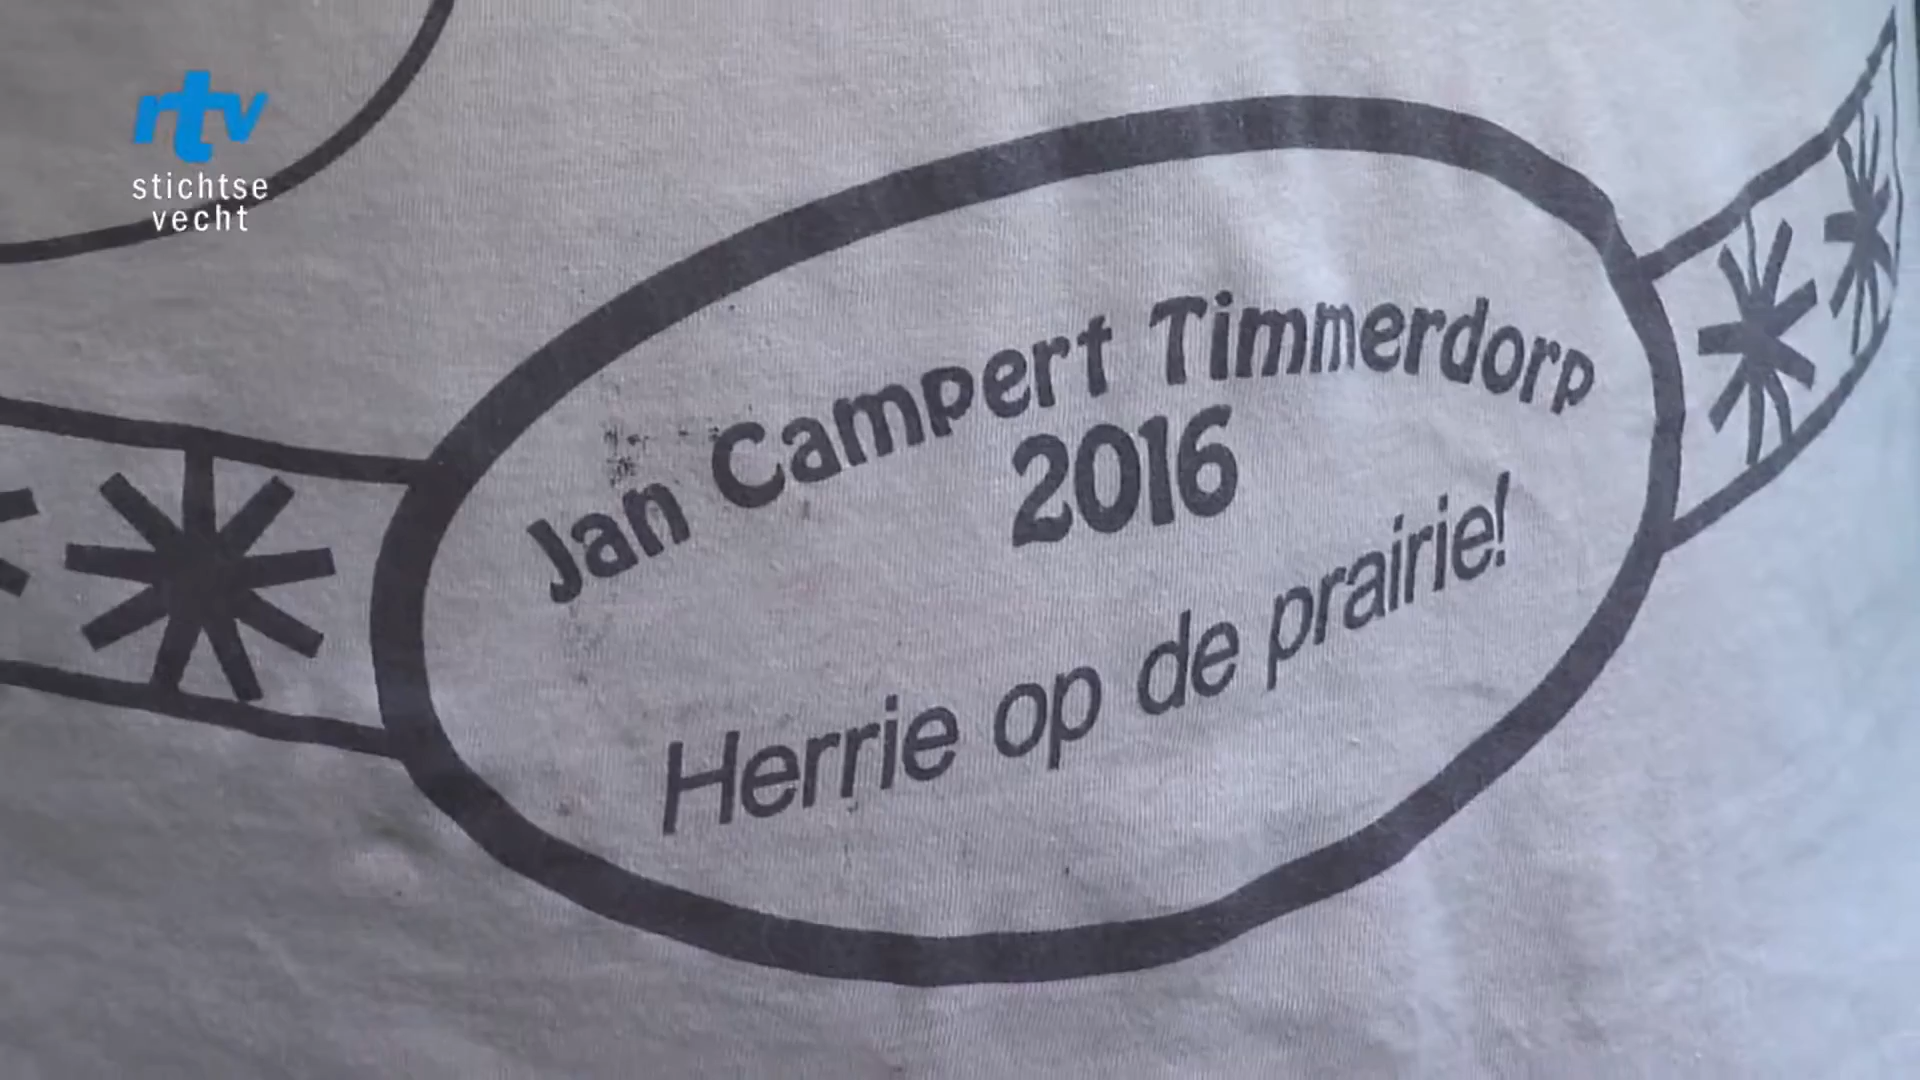 rtv
stichtse
vecht
Jan Campert Timmerdorp
2016
Herrie op de prairie!